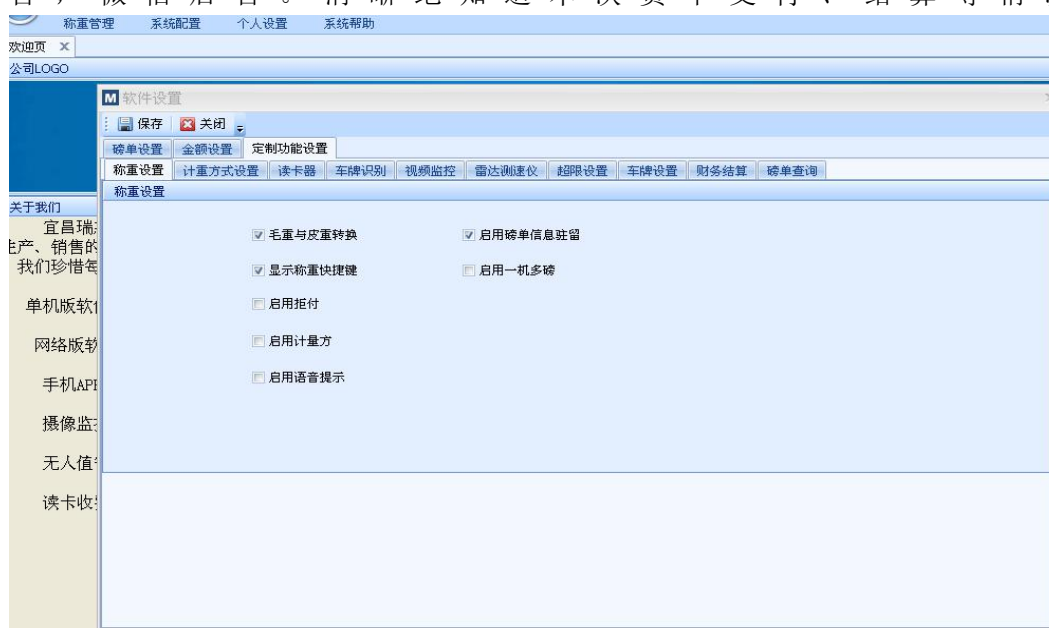 称重管理 系统配置 个人设置 系统帮助
欢迎页 ×
公司LOGO
M 软件设置
保存 关闭
磅单设置 金额设置 定制功能设置
称重设置 计重方式设置 读卡器 车牌识别 视频监控 雷达测速仪 超限设置 车牌设置 财务结算 磅单查询
称重设置
关于我们
宜昌瑞
毛重与皮重转换 启用磅单信息驻留
生产、销售的
我们珍惜每
显示称重快捷键 启用一机多磅
单机版软
启用拒付
网络版软
启用计量方
手机APP
启用语音提示
摄像监
无人值
读卡收